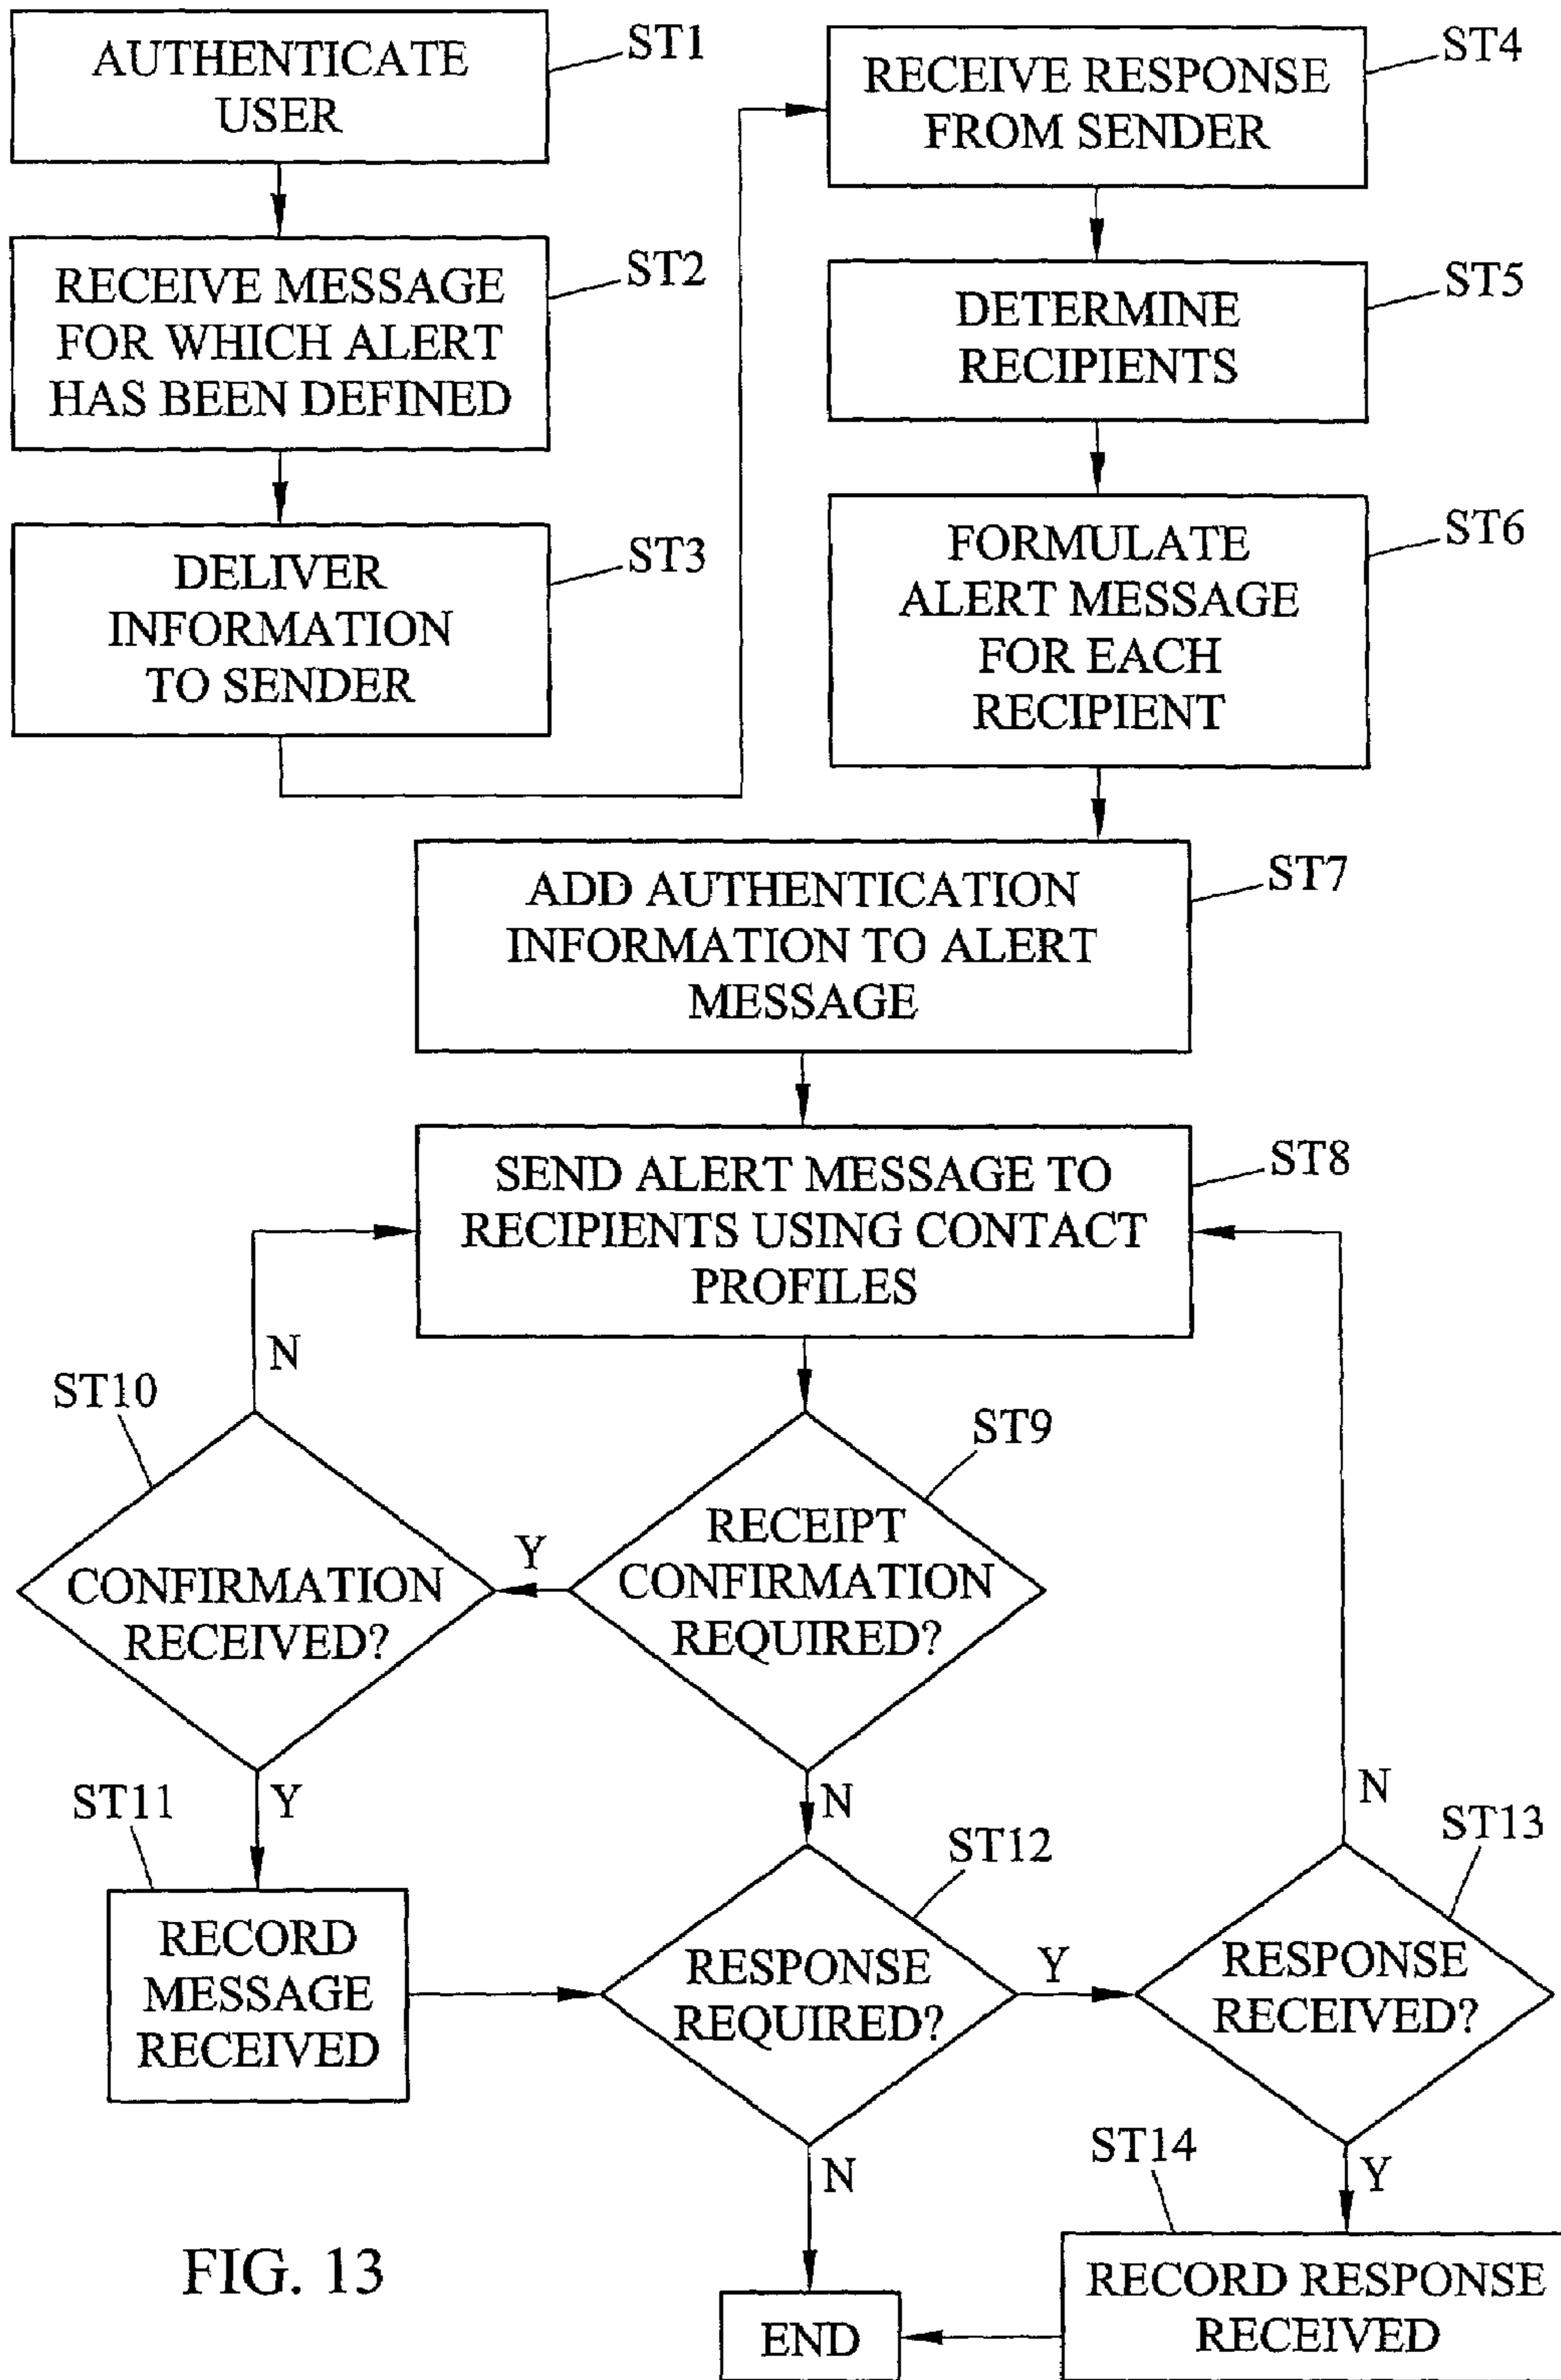 AUTHENTICATE
USER
ST1
RECEIVE MESSAGE
FOR WHICH ALERT
HAS BEEN DEFINED
ST2
DELIVER
INFORMATION
TO SENDER
ST3
RECEIVE RESPONSE
FROM SENDER
ST4
DETERMINE
RECIPIENTS
ST5
FORMULATE
ALERT MESSAGE
FOR EACH
RECIPIENT
ST6
ADD AUTHENTICATION
INFORMATION TO ALERT
MESSAGE
ST7
SEND ALERT MESSAGE TO
RECIPIENTS USING CONTACT
PROFILES
ST8
N
ST10
ST9
RECEIPT
CONFIRMATION
REQUIRED?
Y
CONFIRMATION
RECEIVED?
Y
N
N
ST11
RECORD
MESSAGE
RECEIVED
ST12
RESPONSE
REQUIRED?
Y
ST13
RESPONSE
RECEIVED?
N
Y
ST14
RECORD RESPONSE
RECEIVED
END
FIG. 13